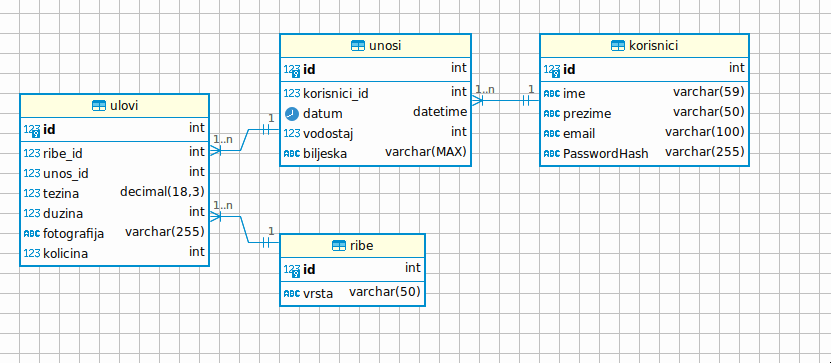 ulovi
123 id int
123 ribe_id int
123 unos_id int
123 tezina decimal(18,3)
123 duzina int
ABC fotografija varchar(255)
123 kolicina int
unosi
123 id int
123 korisnici_id int
datum datetime
123 vodostaj int
ABC biljeska varchar(MAX)
korisnici
123 id int
ABC ime varchar(59)
ABC prezime varchar(50)
ABC email varchar(100)
ABC PasswordHash varchar(255)
ribe
123 id int
ABC vrsta varchar(50)
1..n 1
1..n 1
1..n 1